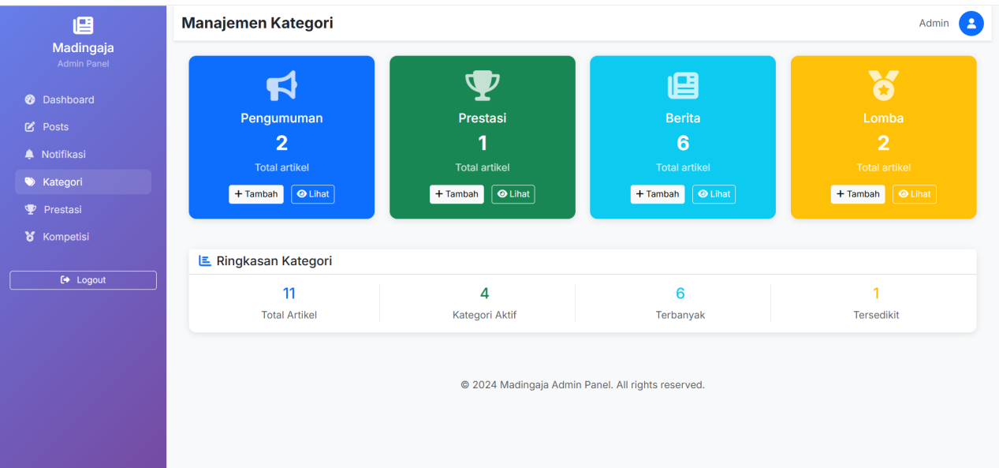 Madingaja
Admin Panel
Dashboard
Posts
Notifikasi
Kategori
Prestasi
Kompetisi
Logout
Manajemen Kategori
Admin
Pengumuman
2
Total artikel
+ Tambah
Lihat
Prestasi
1
Total artikel
+ Tambah
Lihat
Berita
6
Total artikel
+ Tambah
Lihat
Lomba
2
Total artikel
+ Tambah
Lihat
Ringkasan Kategori
11
Total Artikel
4
Kategori Aktif
6
Terbanyak
1
Tersedikit
© 2024 Madingaja Admin Panel. All rights reserved.